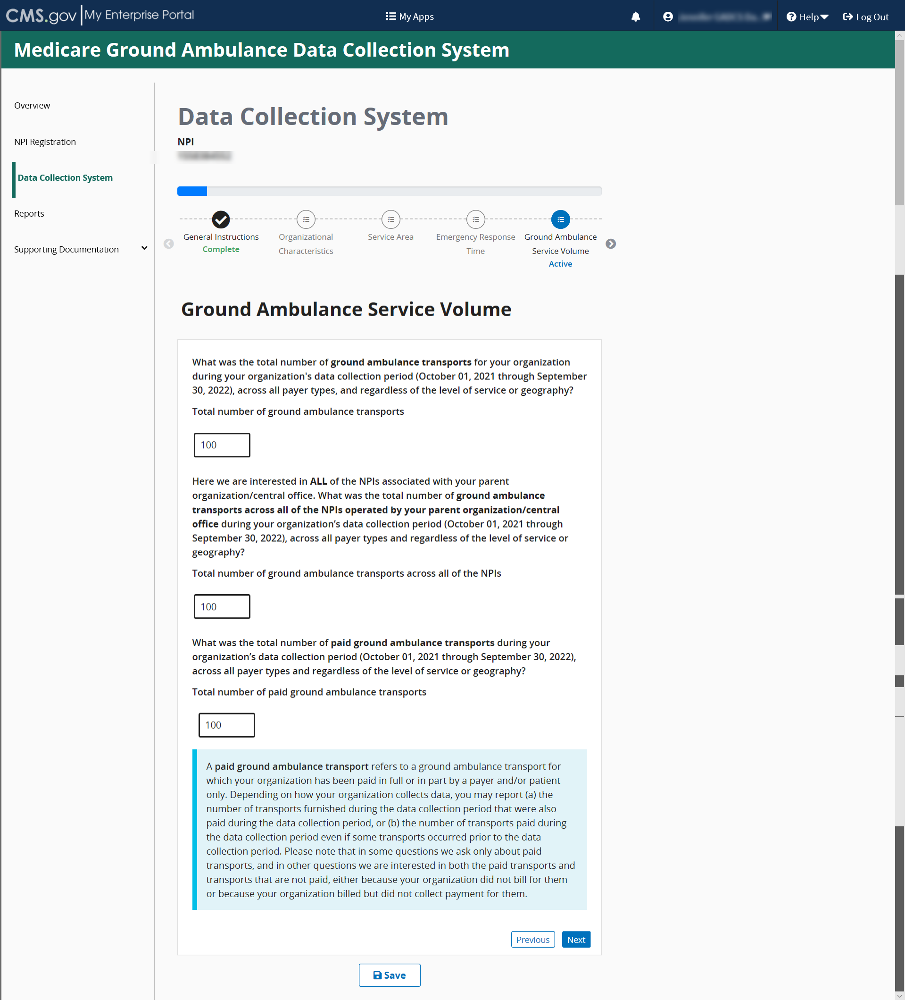 CMS.gov My Enterprise Portal
My Apps
Help
Log Out
Medicare Ground Ambulance Data Collection System
Overview
NPI Registration
Data Collection System
Reports
Supporting Documentation
Data Collection System
NPI
General Instructions
Complete
Organizational
Characteristics
Service Area
Emergency Response
Time
Ground Ambulance
Service Volume
Active
Ground Ambulance Service Volume
What was the total number of ground ambulance transports for your organization
during your organization's data collection period (October 01, 2021 through September
30, 2022), across all payer types, and regardless of the level of service or geography?
Total number of ground ambulance transports
100
Here we are interested in ALL of the NPIs associated with your parent
organization/central office. What was the total number of ground ambulance
transports across all of the NPIs operated by your parent organization/central
office during your organization’s data collection period (October 01, 2021 through
September 30, 2022), across all payer types and regardless of the level of service or
geography?
Total number of ground ambulance transports across all of the NPIs
100
What was the total number of paid ground ambulance transports during your
organization’s data collection period (October 01, 2021 through September 30, 2022),
across all payer types and regardless of the level of service or geography?
Total number of paid ground ambulance transports
100
A paid ground ambulance transport refers to a ground ambulance transport for
which your organization has been paid in full or in part by a payer and/or patient
only. Depending on how your organization collects data, you may report (a) the
number of transports furnished during the data collection period that were also
paid during the data collection period, or (b) the number of transports paid during
the data collection period even if some transports occurred prior to the data
collection period. Please note that in some questions we ask only about paid
transports, and in other questions we are interested in both the paid transports and
transports that are not paid, either because your organization did not bill for them
or because your organization billed but did not collect payment for them.
Previous
Next
Save